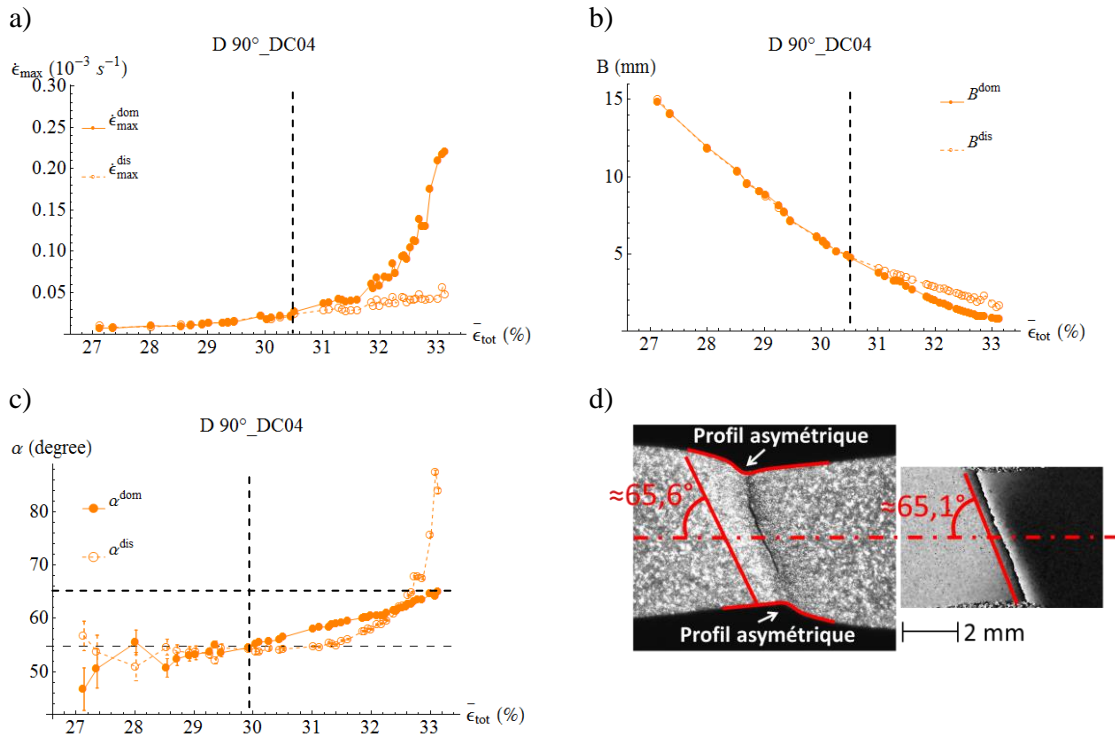 a)
D 90°_DC04
ε̇max (10⁻³ s⁻¹)
0.30
0.25
0.20
0.15
0.10
0.05
ε̇max^dom
ε̇max^dis
27 28 29 30 31 32 33
ε̄tot (%)
b)
D 90°_DC04
B (mm)
15
10
5
B^dom
B^dis
27 28 29 30 31 32 33
ε̄tot (%)
c)
D 90°_DC04
α (degree)
80
70
60
50
α^dom
α^dis
27 28 29 30 31 32 33
ε̄tot (%)
d)
Profil asymétrique
≈65,6°
≈65,1°
Profil asymétrique
2 mm